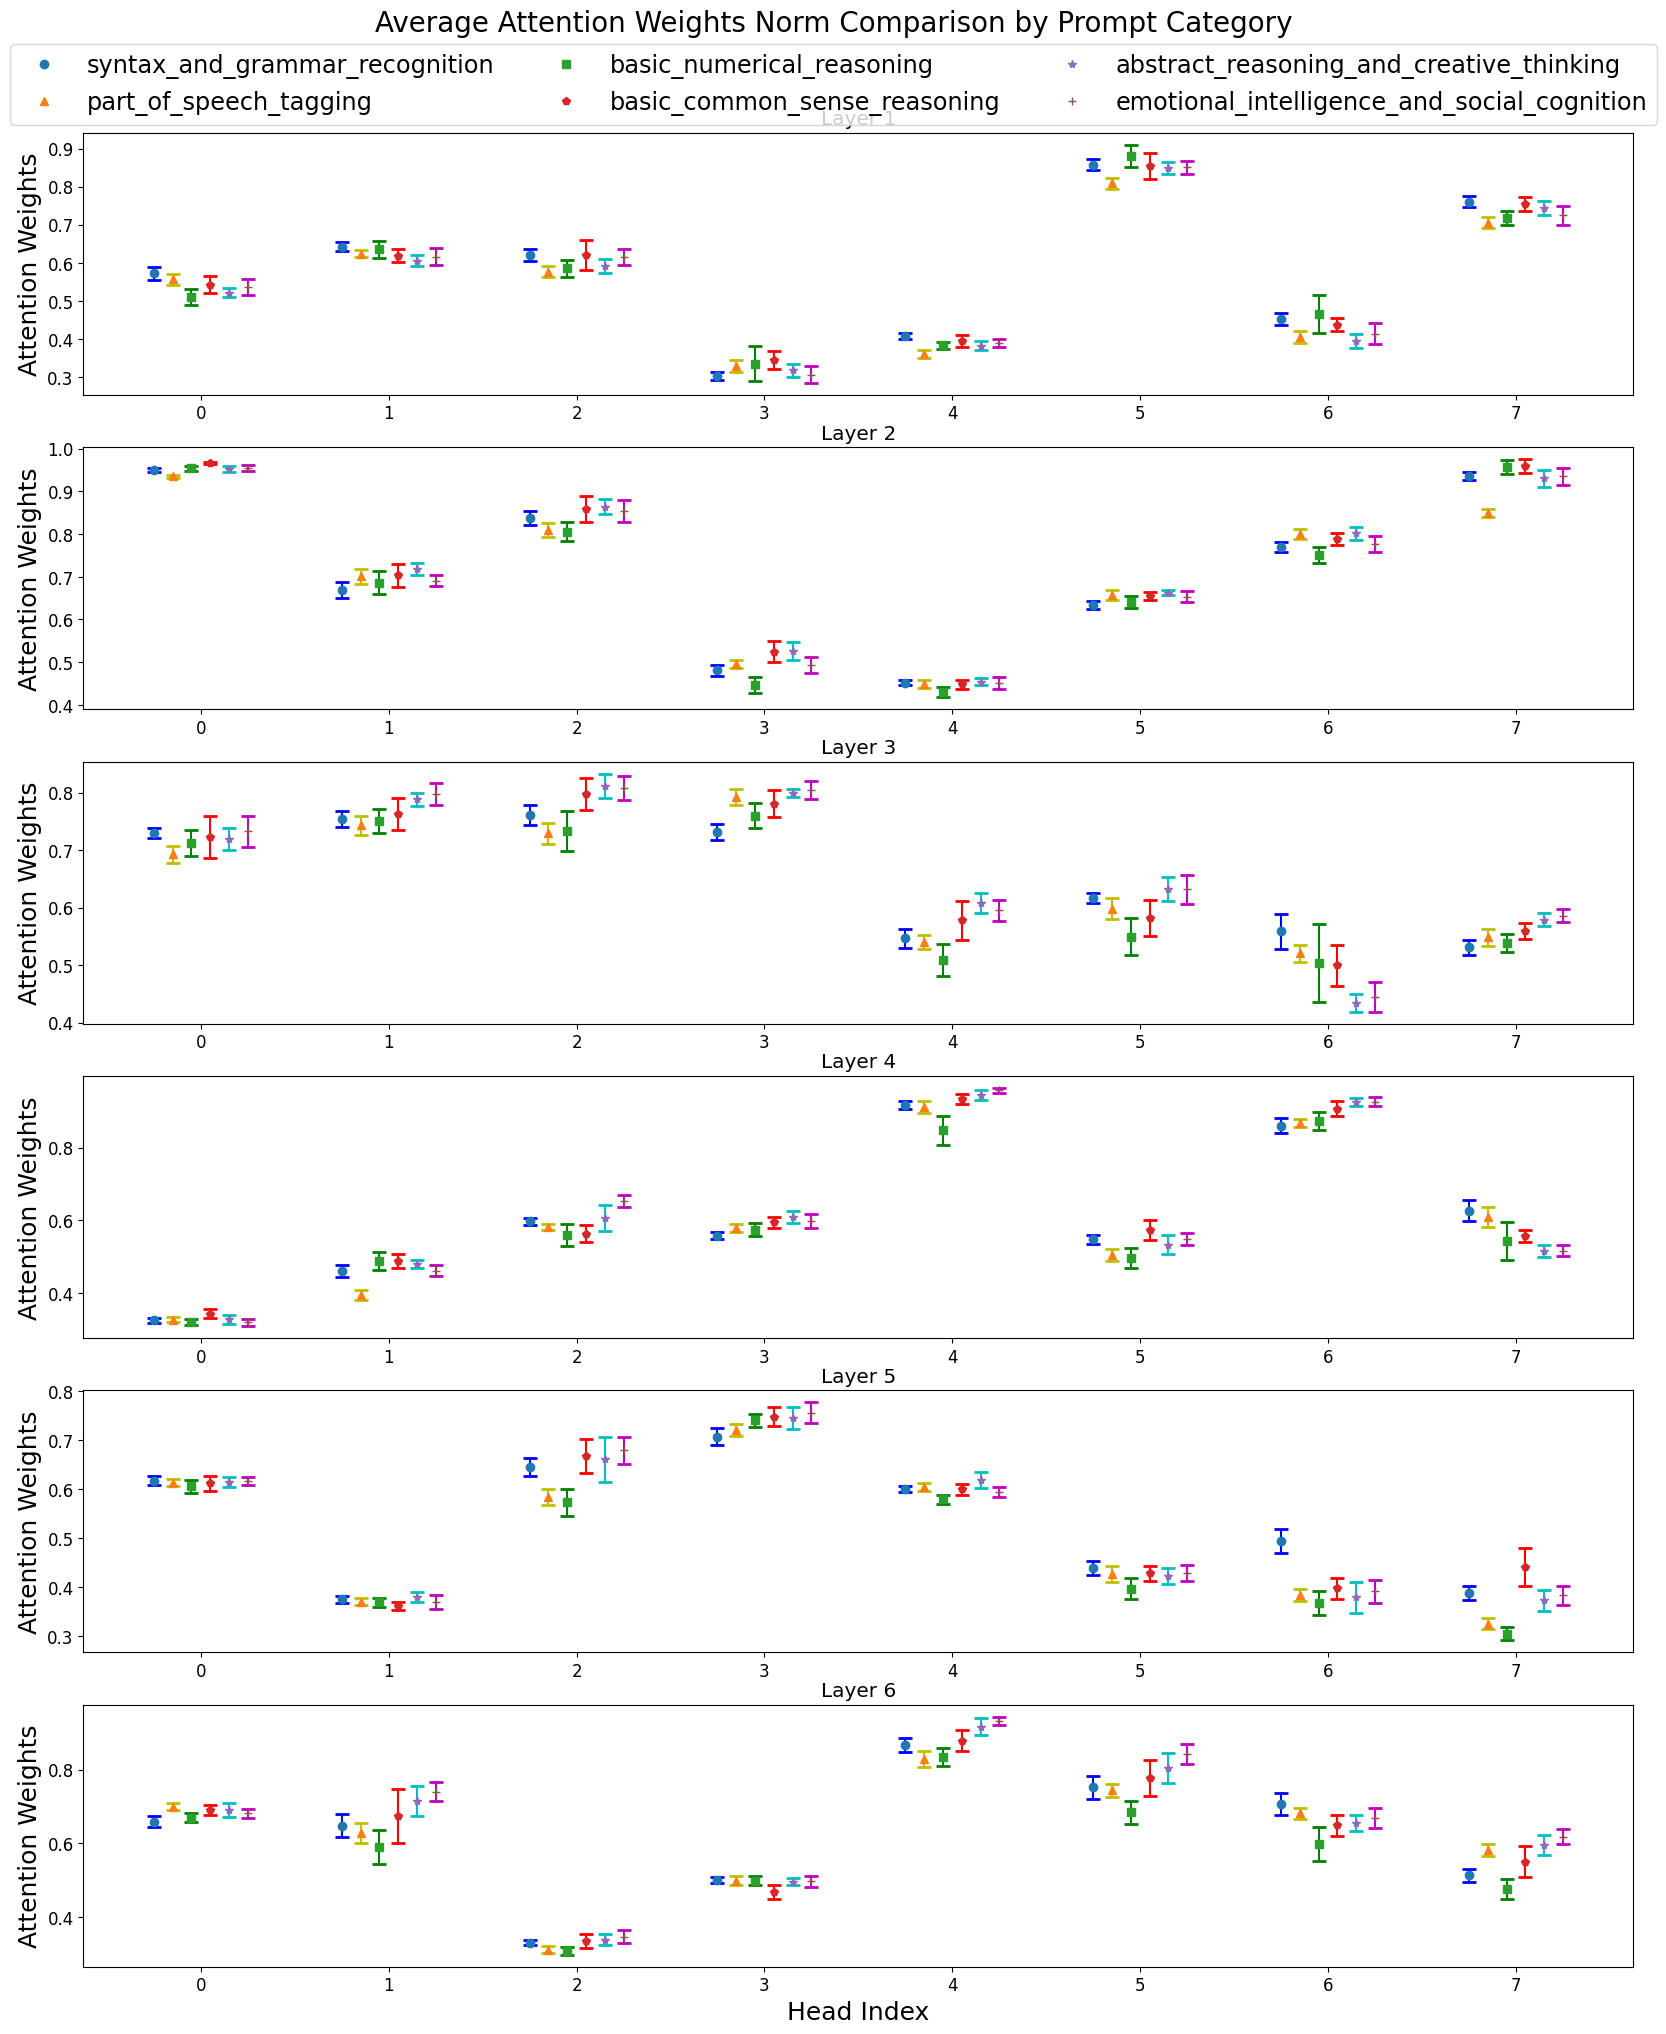 Average Attention Weights Norm Comparison by Prompt Category
syntax_and_grammar_recognition basic_numerical_reasoning abstract_reasoning_and_creative_thinking
part_of_speech_tagging basic_common_sense_reasoning emotional_intelligence_and_social_cognition
Layer 1
Attention Weights
0.9
0.8
0.7
0.6
0.5
0.4
0.3
0 1 2 3 4 5 6 7
Layer 2
Attention Weights
1.0
0.9
0.8
0.7
0.6
0.5
0.4
0 1 2 3 4 5 6 7
Layer 3
Attention Weights
0.8
0.7
0.6
0.5
0.4
0 1 2 3 4 5 6 7
Layer 4
Attention Weights
0.8
0.6
0.4
0 1 2 3 4 5 6 7
Layer 5
Attention Weights
0.8
0.7
0.6
0.5
0.4
0.3
0 1 2 3 4 5 6 7
Layer 6
Attention Weights
0.8
0.6
0.4
0 1 2 3 4 5 6 7
Head Index